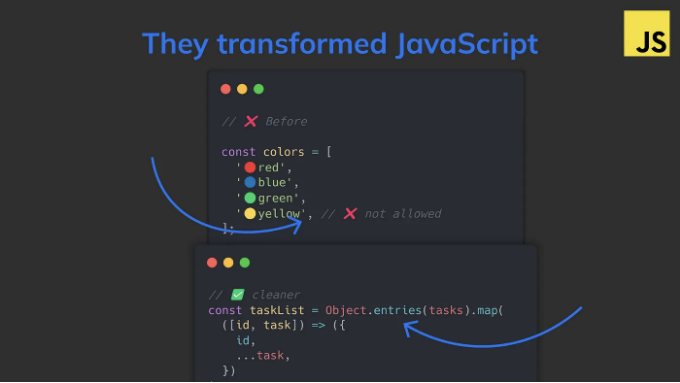 They transformed JavaScript
JS
// ❌ Before
const colors = [
'🔴red',
'🔵blue',
'🟢green',
'🟡yellow', // ❌ not allowed
];
// ✅ cleaner
const taskList = Object.entries(tasks).map(
([id, task]) => ({
id,
...task,
})